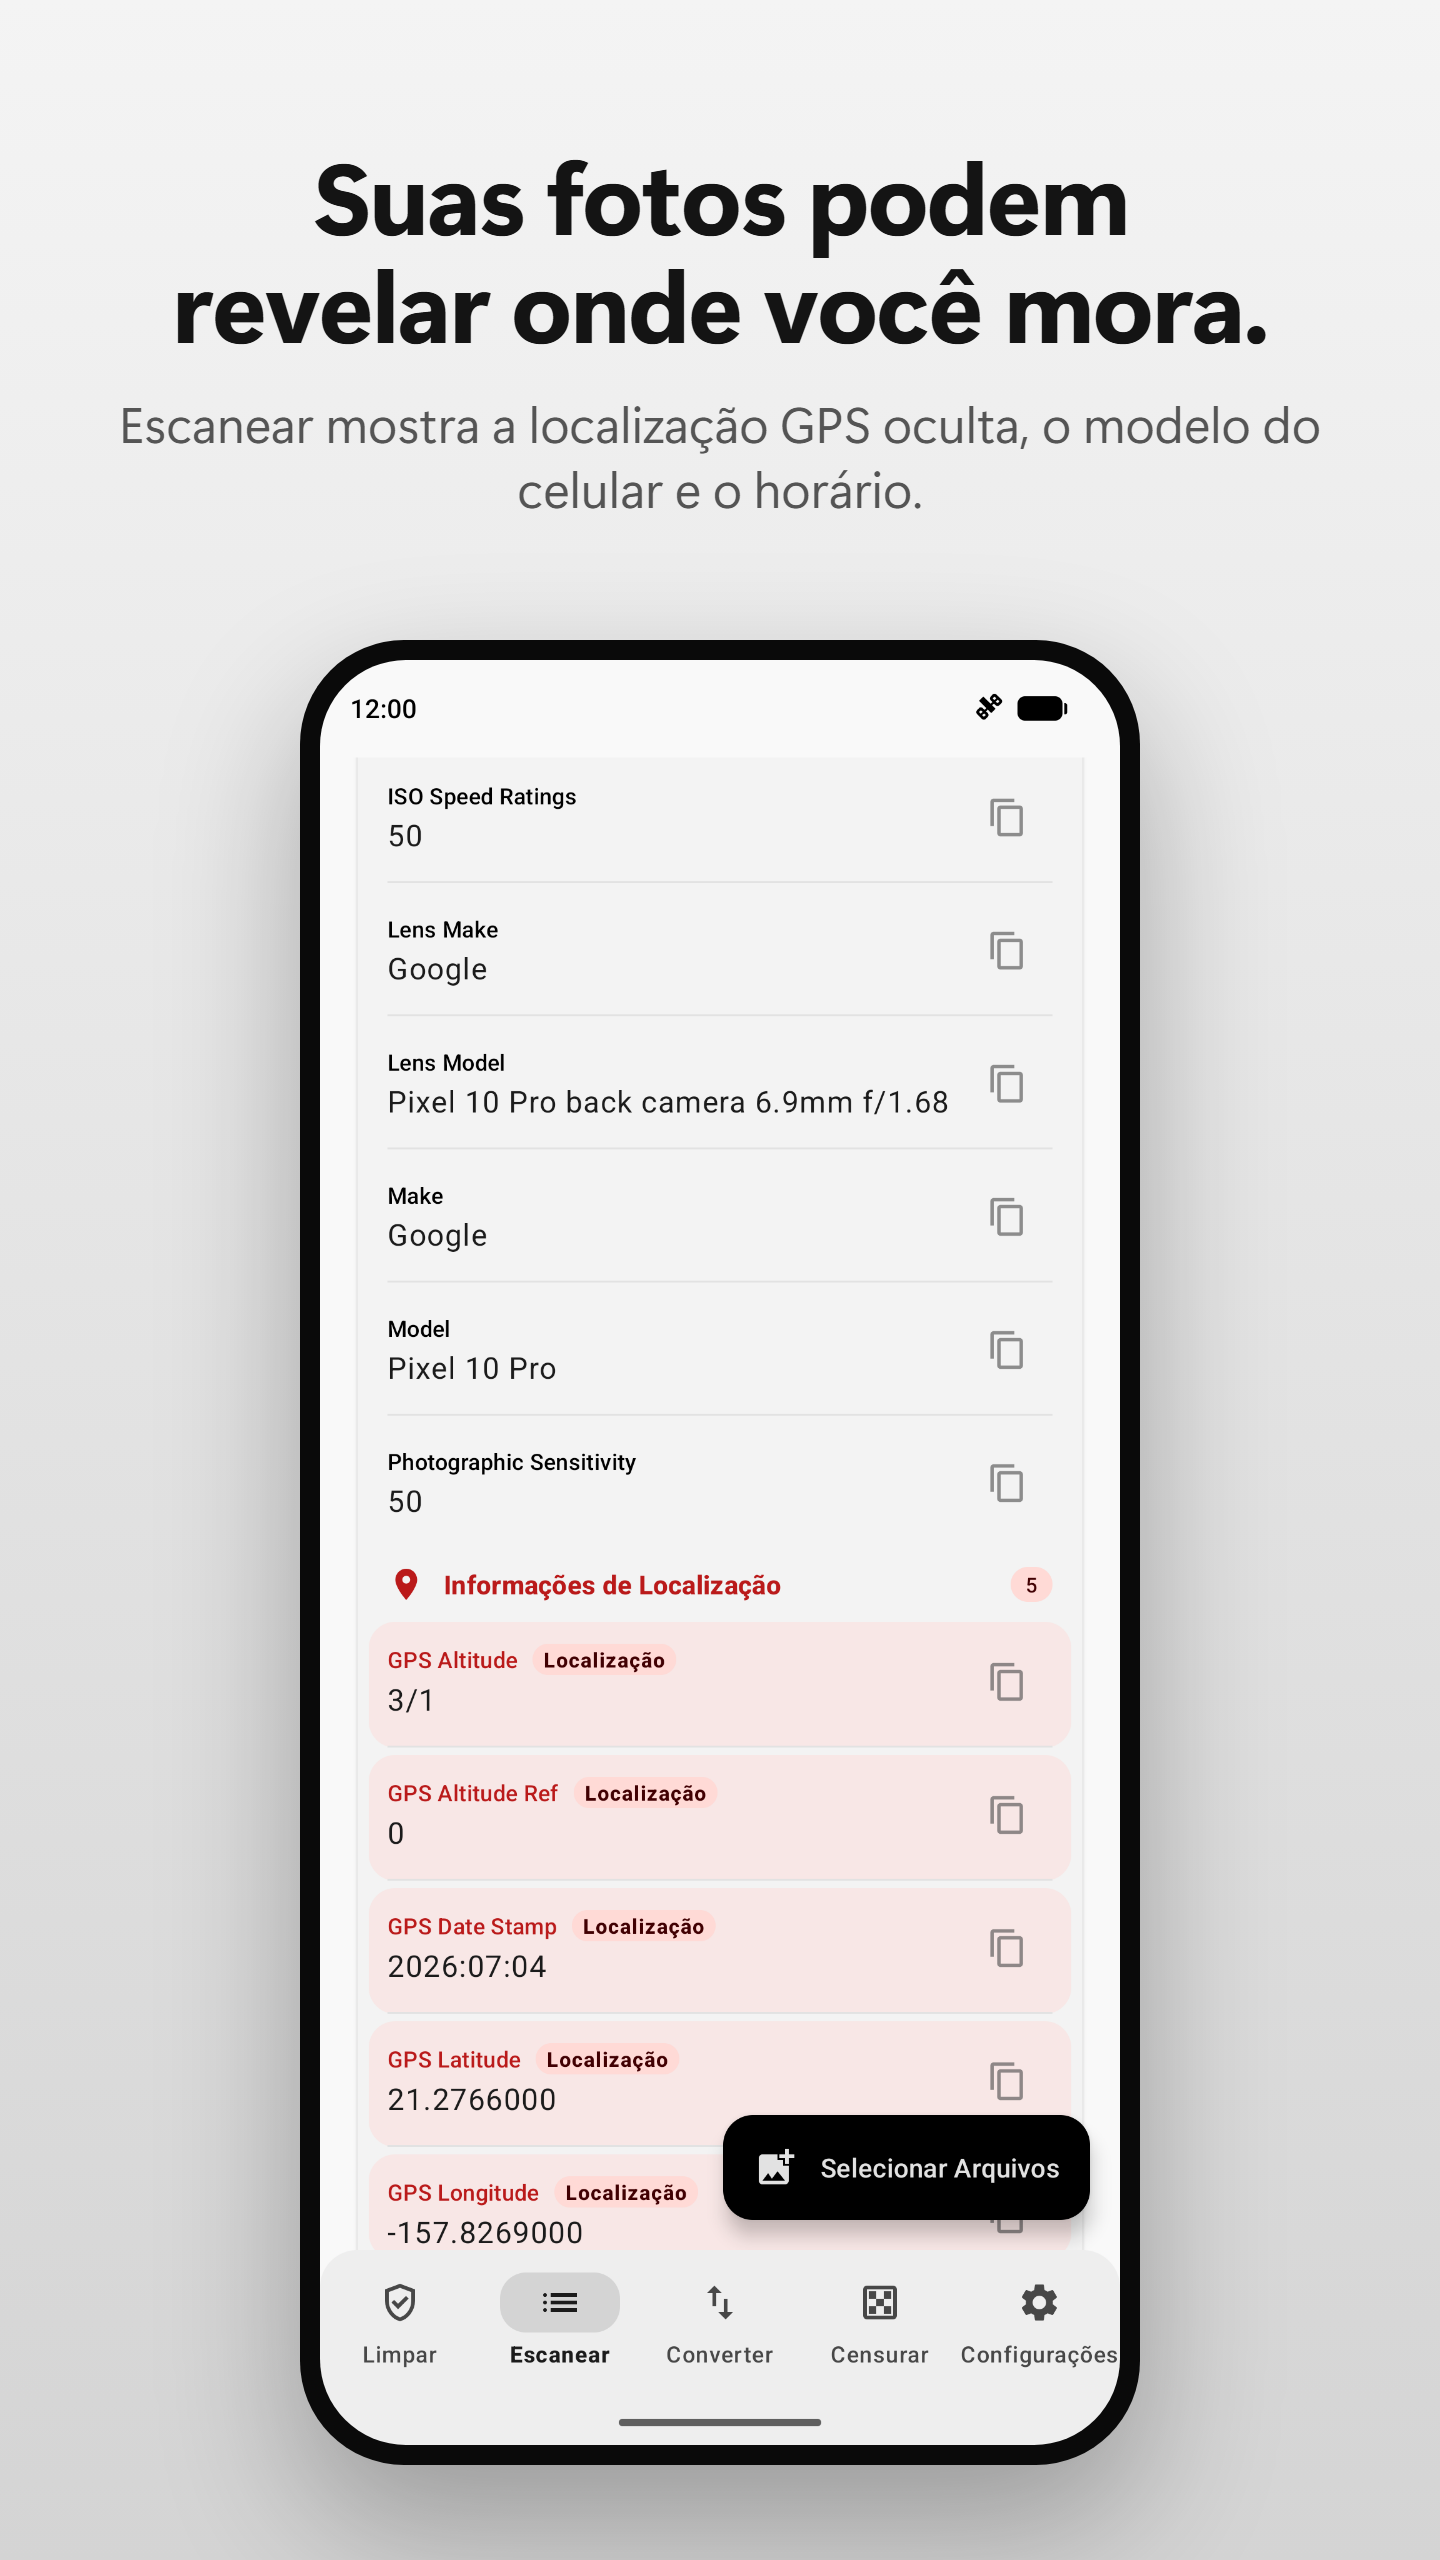 Suas fotos podem
revelar onde você mora.
Escanear mostra a localização GPS oculta, o modelo do
celular e o horário.
12:00
ISO Speed Ratings
50
Lens Make
Google
Lens Model
Pixel 10 Pro back camera 6.9mm f/1.68
Make
Google
Model
Pixel 10 Pro
Photographic Sensitivity
50
Informações de Localização 5
GPS Altitude Localização
3/1
GPS Altitude Ref Localização
0
GPS Date Stamp Localização
2026:07:04
GPS Latitude Localização
21.2766000
Selecionar Arquivos
GPS Longitude Localização
-157.8269000
Limpar Escanear Converter Censurar Configurações